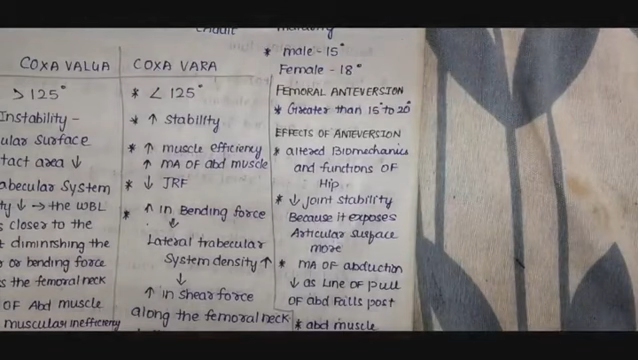 COXA VALUA
> 125°
Instability -
ular Surface
tact area ↓
abecular System
ty ↓ → the WBL
s closer to the
t diminishing the
or bending force
s the femoral neck
OF Abd muscle
muscular inefficiency
COXA VARA
* < 125°
* ↑ Stability
* ↑ muscle efficiency
↑ MA OF abd muscle
* ↓ JRF
* ↑ in Bending force
↓
Lateral trabecular
System density ↑
↓
↑ in Shear force
along the femoral neck
* male - 15°
Female - 18°
FEMORAL ANTEVERSION
* Greater than 15° to 20°
EFFECTS OF ANTEVERSION
* altered Biomechanics
and functions OF
Hip
* ↓ Joint stability
Because it exposes
Articular surface
more
* MA OF abduction
↓ as Line of pull
OF abd Falls post
* abd muscle